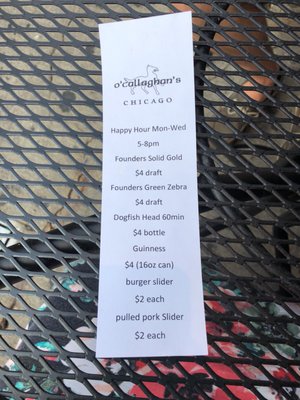 o'callaghan's
CHICAGO
Happy Hour Mon-Wed
5-8pm
Founders Solid Gold
$4 draft
Founders Green Zebra
$4 draft
Dogfish Head 60min
$4 bottle
Guinness
$4 (16oz can)
burger slider
$2 each
pulled pork Slider
$2 each